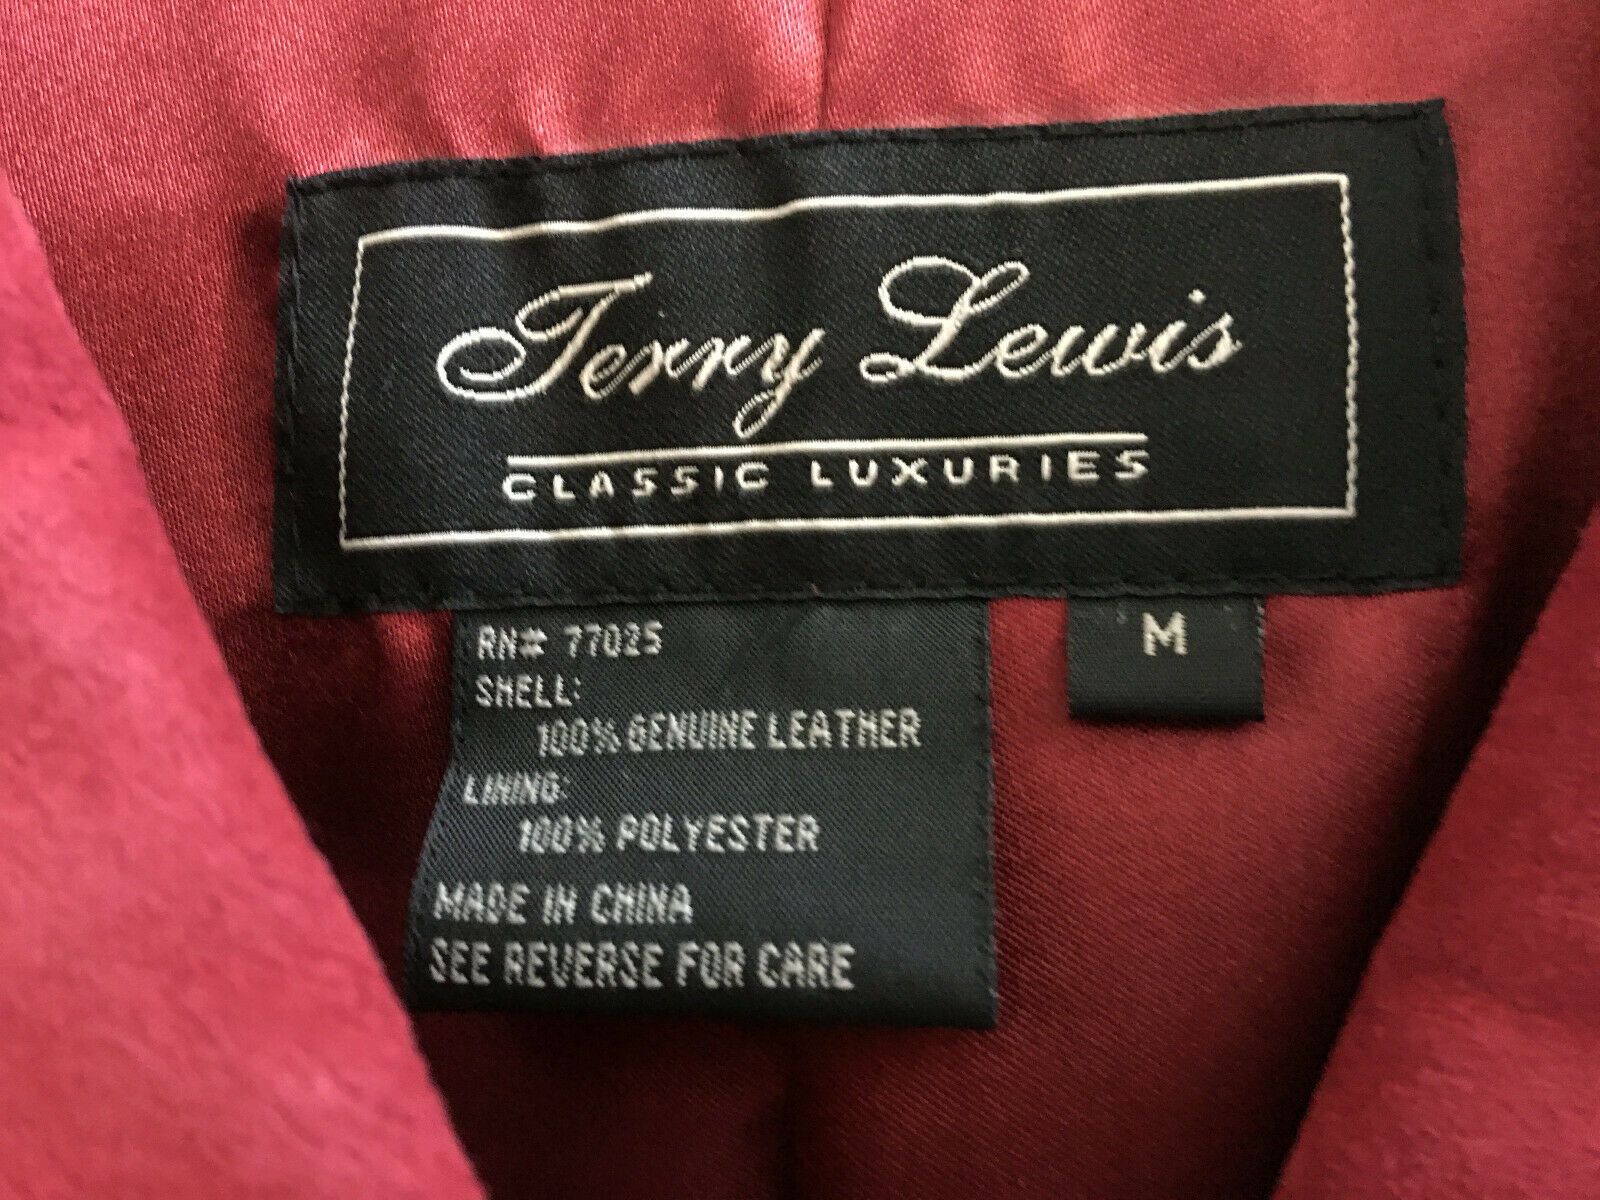 Terry Lewis
CLASSIC LUXURIES
M
RN# 77025
SHELL:
100% GENUINE LEATHER
LINING:
100% POLYESTER
MADE IN CHINA
SEE REVERSE FOR CARE